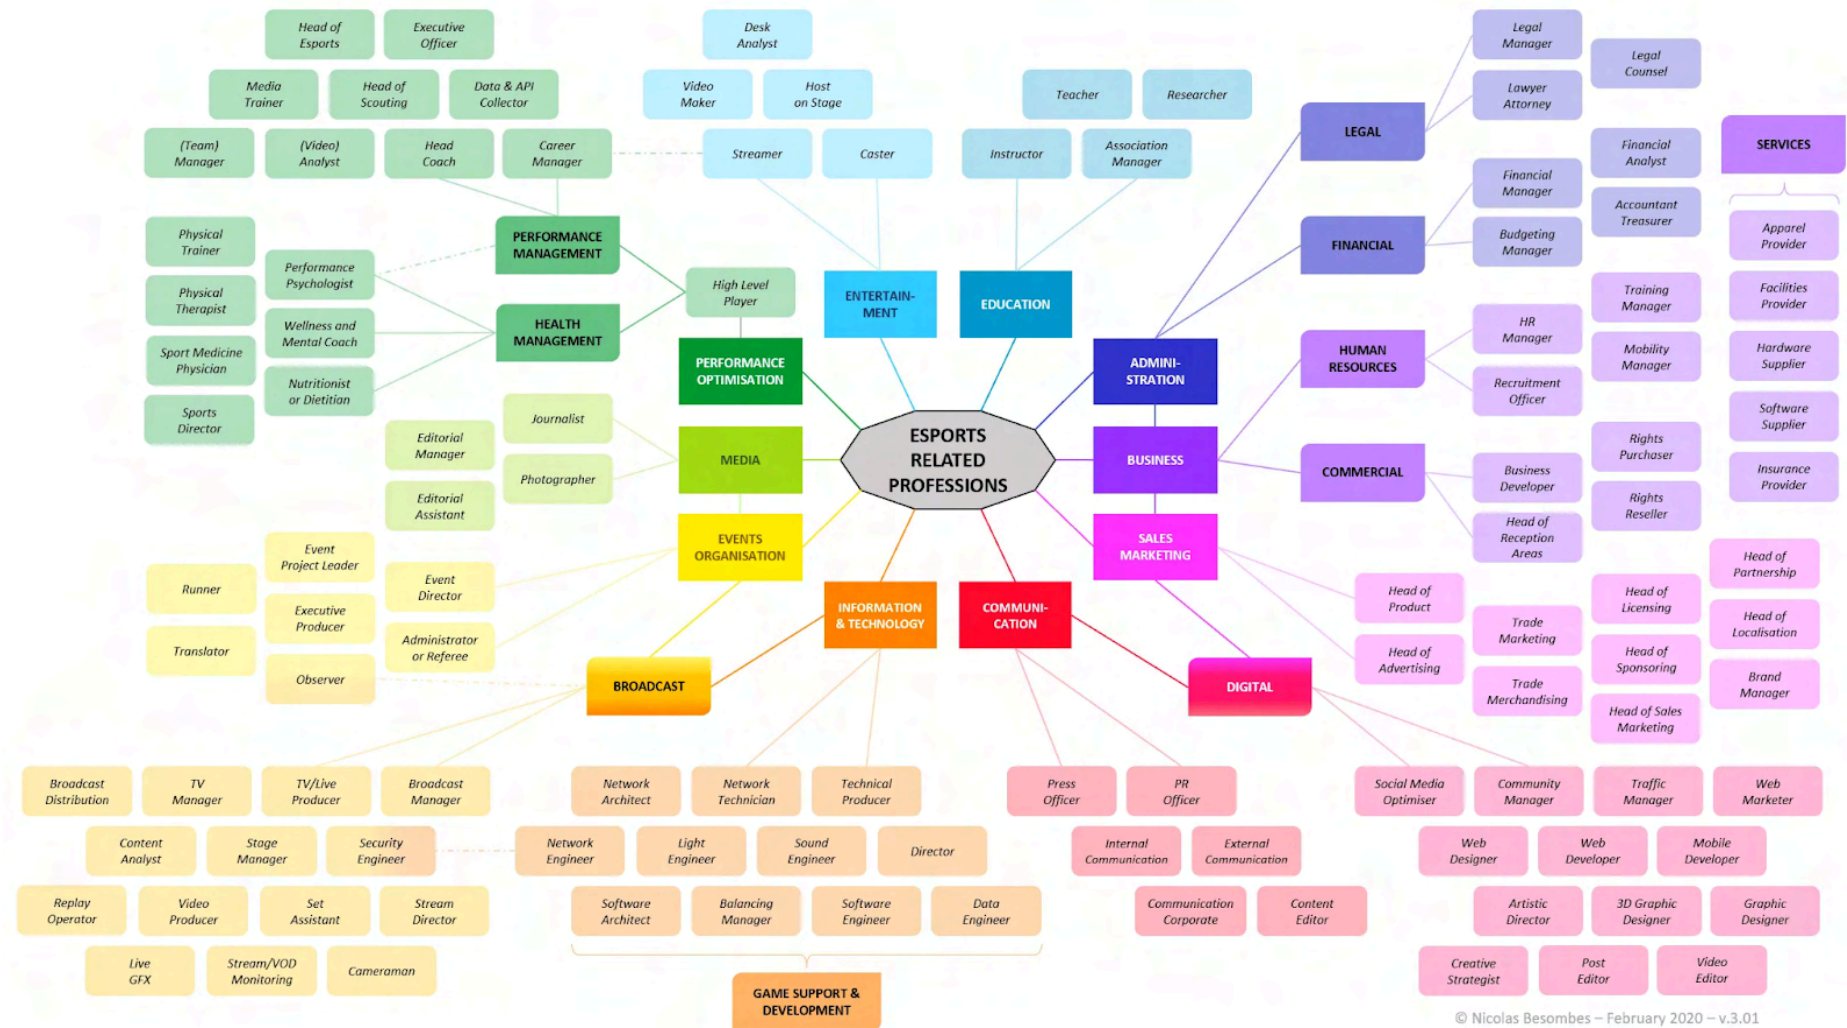 Head of
Esports
Executive
Officer
Media
Trainer
Head of
Scouting
Data & API
Collector
(Team)
Manager
(Video)
Analyst
Head
Coach
Career
Manager
Desk
Analyst
Video
Maker
Host
on Stage
Streamer
Caster
Teacher
Researcher
Instructor
Association
Manager
Legal
Manager
Legal
Counsel
Lawyer
Attorney
LEGAL
Financial
Analyst
Financial
Manager
Accountant
Treasurer
Budgeting
Manager
FINANCIAL
SERVICES
Apparel
Provider
Facilities
Provider
Hardware
Supplier
Software
Supplier
Insurance
Provider
Physical
Trainer
Performance
Psychologist
Physical
Therapist
Wellness and
Mental Coach
Sport Medicine
Physician
Nutritionist
or Dietitian
Sports
Director
PERFORMANCE
MANAGEMENT
HEALTH
MANAGEMENT
High Level
Player
PERFORMANCE
OPTIMISATION
ENTERTAIN-
MENT
EDUCATION
ADMINI-
STRATION
HUMAN
RESOURCES
Training
Manager
HR
Manager
Mobility
Manager
Recruitment
Officer
COMMERCIAL
Rights
Purchaser
Business
Developer
Rights
Reseller
Head of
Reception
Areas
Journalist
Editorial
Manager
Photographer
Editorial
Assistant
MEDIA
ESPORTS
RELATED
PROFESSIONS
BUSINESS
EVENTS
ORGANISATION
SALES
MARKETING
Event
Project Leader
Runner
Event
Director
Executive
Producer
Translator
Administrator
or Referee
Observer
INFORMATION
& TECHNOLOGY
COMMUNI-
CATION
BROADCAST
DIGITAL
Head of
Partnership
Head of
Product
Head of
Licensing
Trade
Marketing
Head of
Localisation
Head of
Advertising
Head of
Sponsoring
Trade
Merchandising
Brand
Manager
Head of Sales
Marketing
Broadcast
Distribution
TV
Manager
TV/Live
Producer
Broadcast
Manager
Content
Analyst
Stage
Manager
Security
Engineer
Replay
Operator
Video
Producer
Set
Assistant
Stream
Director
Live
GFX
Stream/VOD
Monitoring
Cameraman
Network
Architect
Network
Technician
Technical
Producer
Network
Engineer
Light
Engineer
Sound
Engineer
Director
Software
Architect
Balancing
Manager
Software
Engineer
Data
Engineer
GAME SUPPORT &
DEVELOPMENT
Press
Officer
PR
Officer
Internal
Communication
External
Communication
Communication
Corporate
Content
Editor
Social Media
Optimiser
Community
Manager
Traffic
Manager
Web
Marketer
Web
Designer
Web
Developer
Mobile
Developer
Artistic
Director
3D Graphic
Designer
Graphic
Designer
Creative
Strategist
Post
Editor
Video
Editor
© Nicolas Besombes – February 2020 – v.3.01